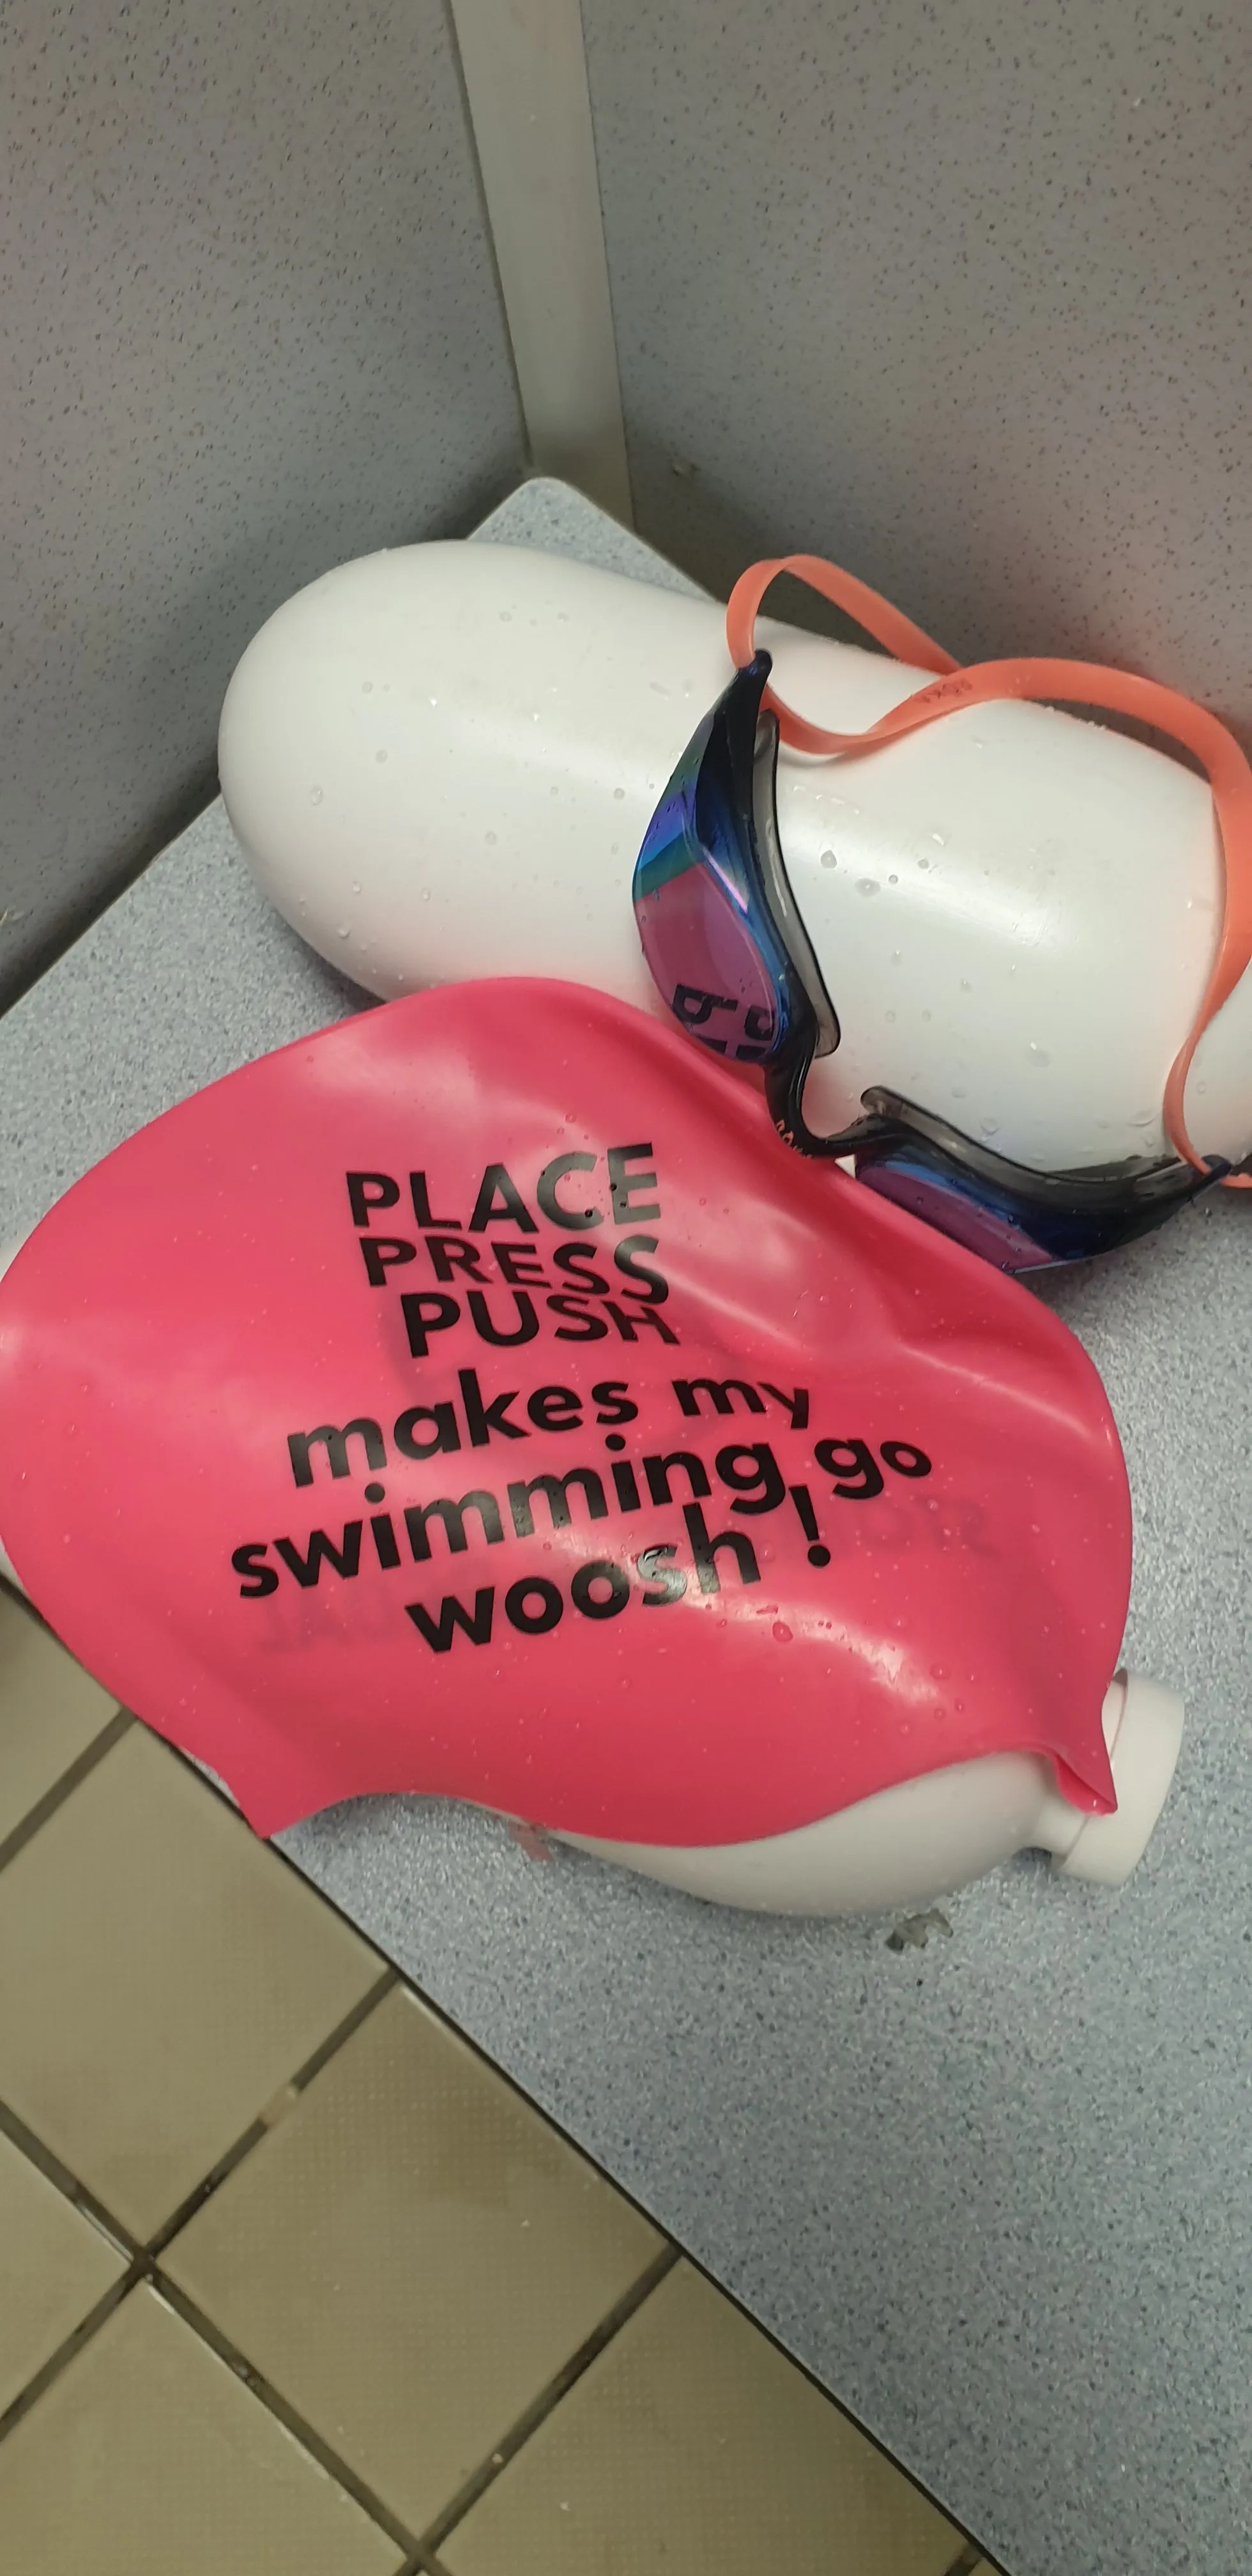 PLACE
PRESS
PUSH
makes my
swimming go
woosh !